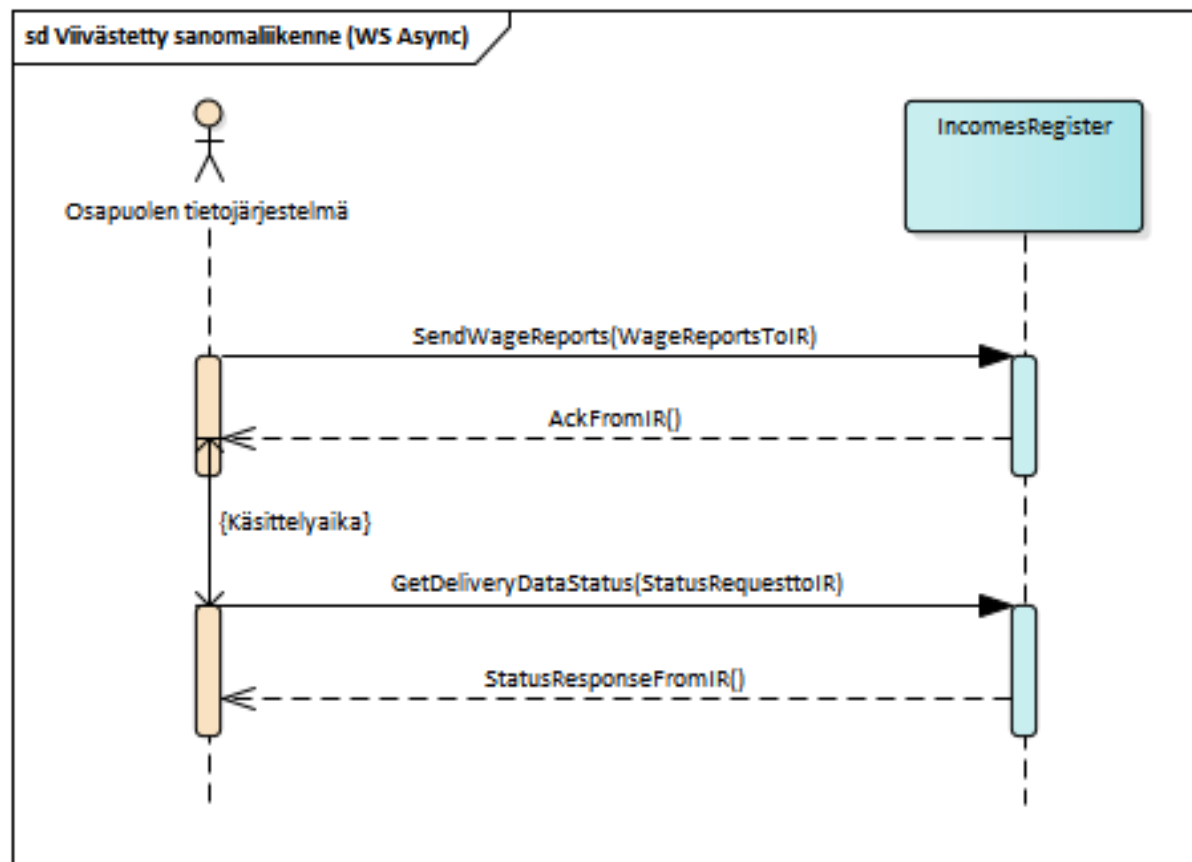 sd Viivästetty sanomaliikenne (WS Async)
IncomesRegister
Osapuolen tietojärjestelmä
SendWageReports(WageReportsToIR)
AckFromIR()
{Käsittelyaika}
GetDeliveryDataStatus(StatusRequesttoIR)
StatusResponseFromIR()